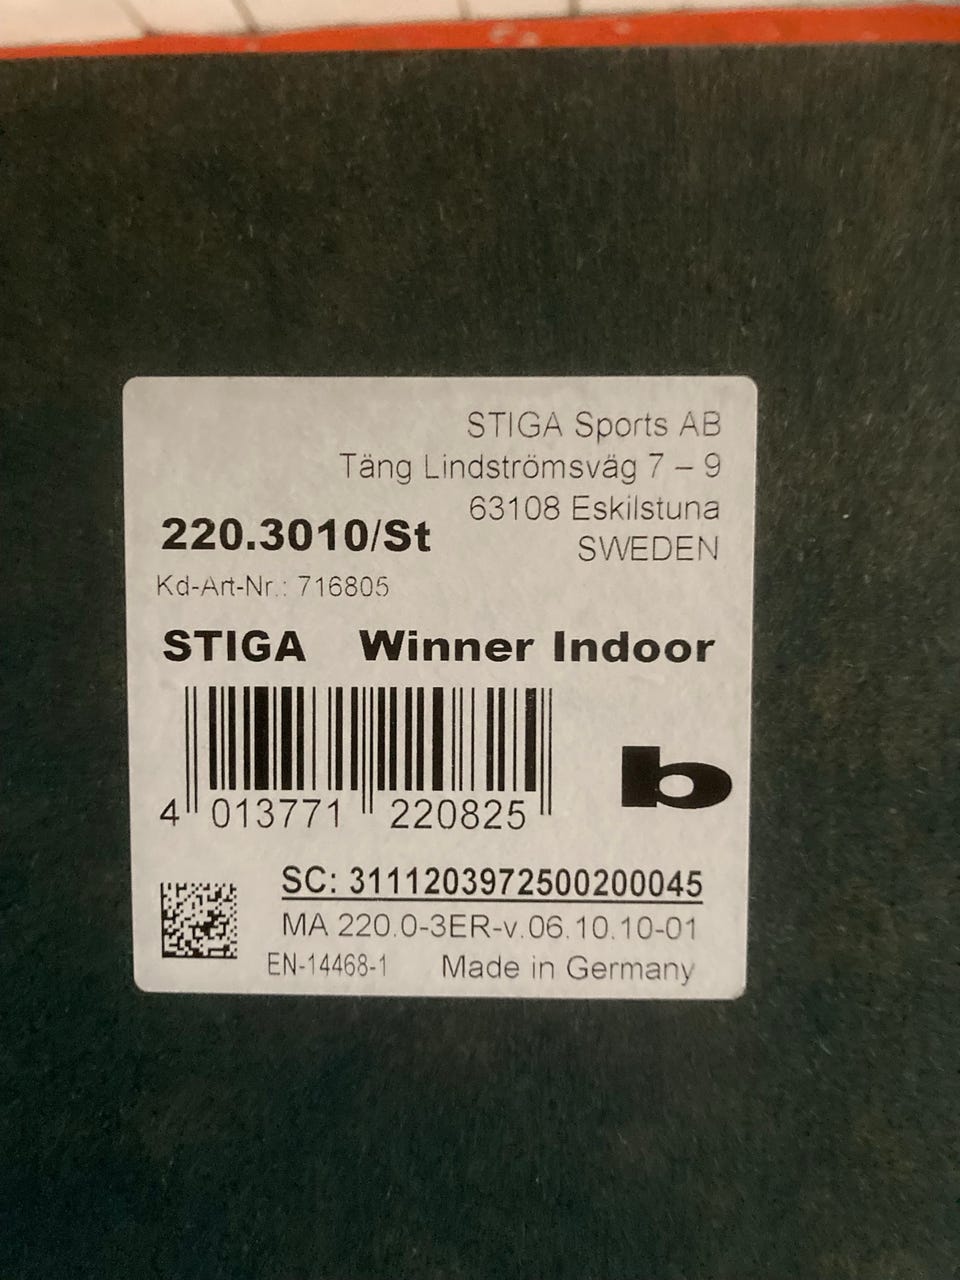 STIGA Sports AB
Täng Lindströmsväg 7 – 9
63108 Eskilstuna
SWEDEN
220.3010/St
Kd-Art-Nr.: 716805
STIGA Winner Indoor
4 013771 220825
b
SC: 3111203972500200045
MA 220.0-3ER-v.06.10.10-01
EN-14468-1 Made in Germany